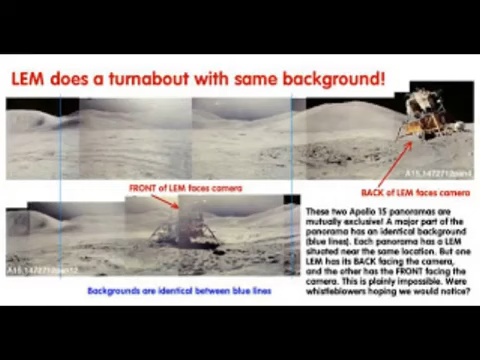 LEM does a turnabout with same background!
A15_1472712pan4
FRONT of LEM faces camera
BACK of LEM faces camera
These two Apollo 15 panoramas are
mutually exclusive! A major part of the
panorama has an identical background
(blue lines). Each panorama has a LEM
situated near the same location. But one
LEM has its BACK facing the camera,
and the other has the FRONT facing the
camera. This is plainly impossible. Were
whistleblowers hoping we would notice?
Backgrounds are identical between blue lines